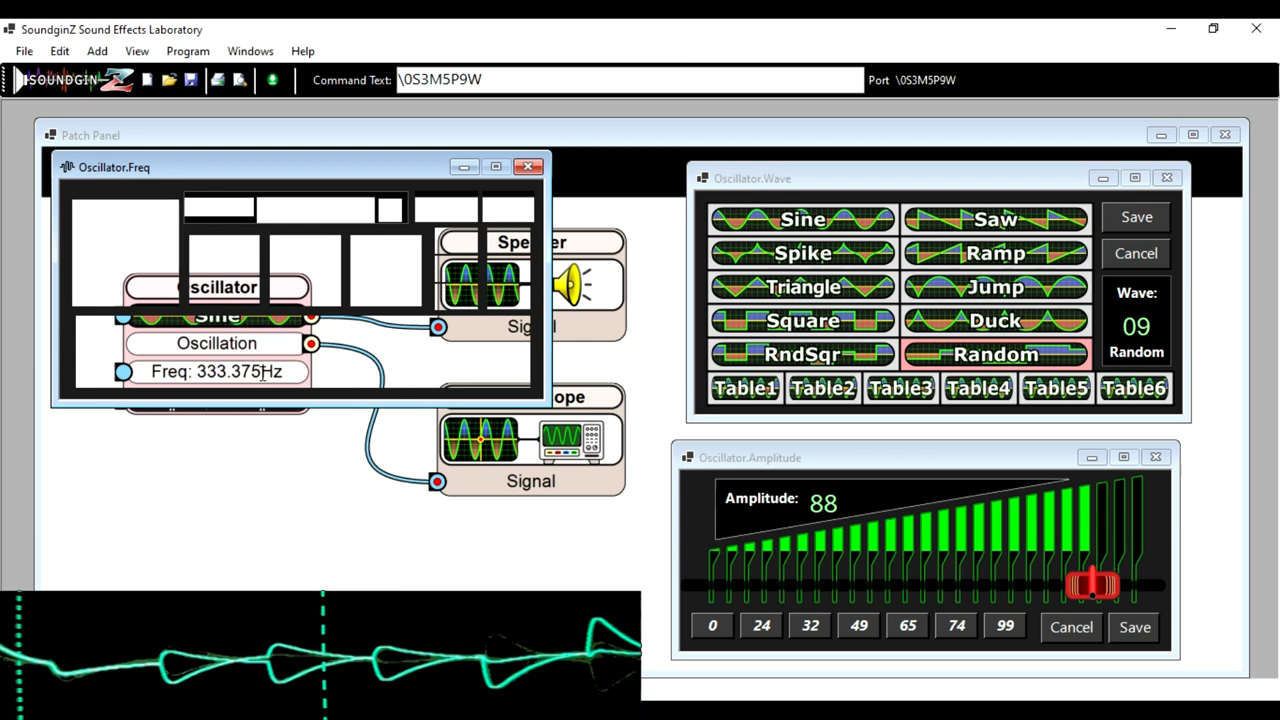 SoundginZ Sound Effects Laboratory
File Edit Add View Program Windows Help
SOUNDGIN Z Command Text: \0S3M5P9W Port \0S3M5P9W
Patch Panel
Oscillator.Freq
Oscillator
Sine
Oscillation
Freq: 333.375Hz
Signal
Oscillator.Wave
Sine Saw Save
Spike Ramp Cancel
Triangle Jump Wave:
Square Duck 09
RndSqr Random Random
Table1 Table2 Table3 Table4 Table5 Table6
Oscillator.Amplitude
Amplitude: 88
0 24 32 49 65 74 99 Cancel Save